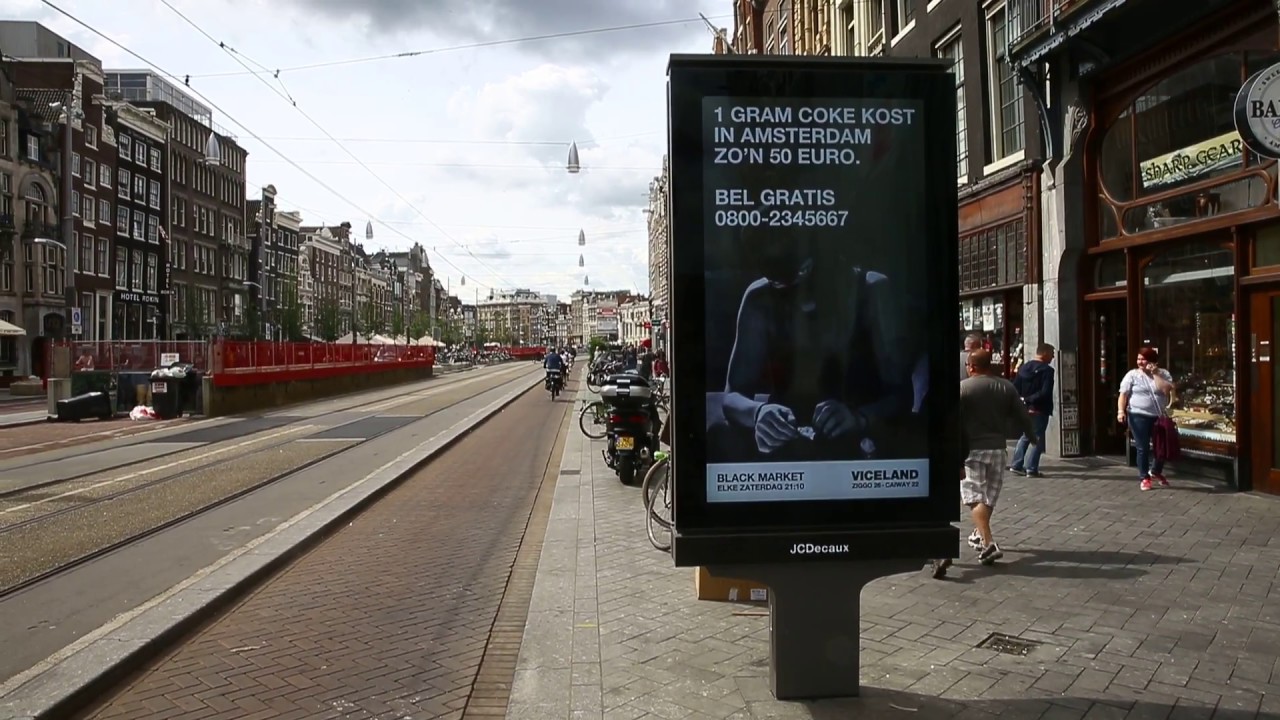 1 GRAM COKE KOST
IN AMSTERDAM
ZO'N 50 EURO.
BEL GRATIS
0800-2345667
BLACK MARKET
ELKE ZATERDAG 21:10
VICELAND
ZIGGO 26 - CAIWAY 23
JCDecaux
HOTEL ROKIN
SHARP GEAR
BA